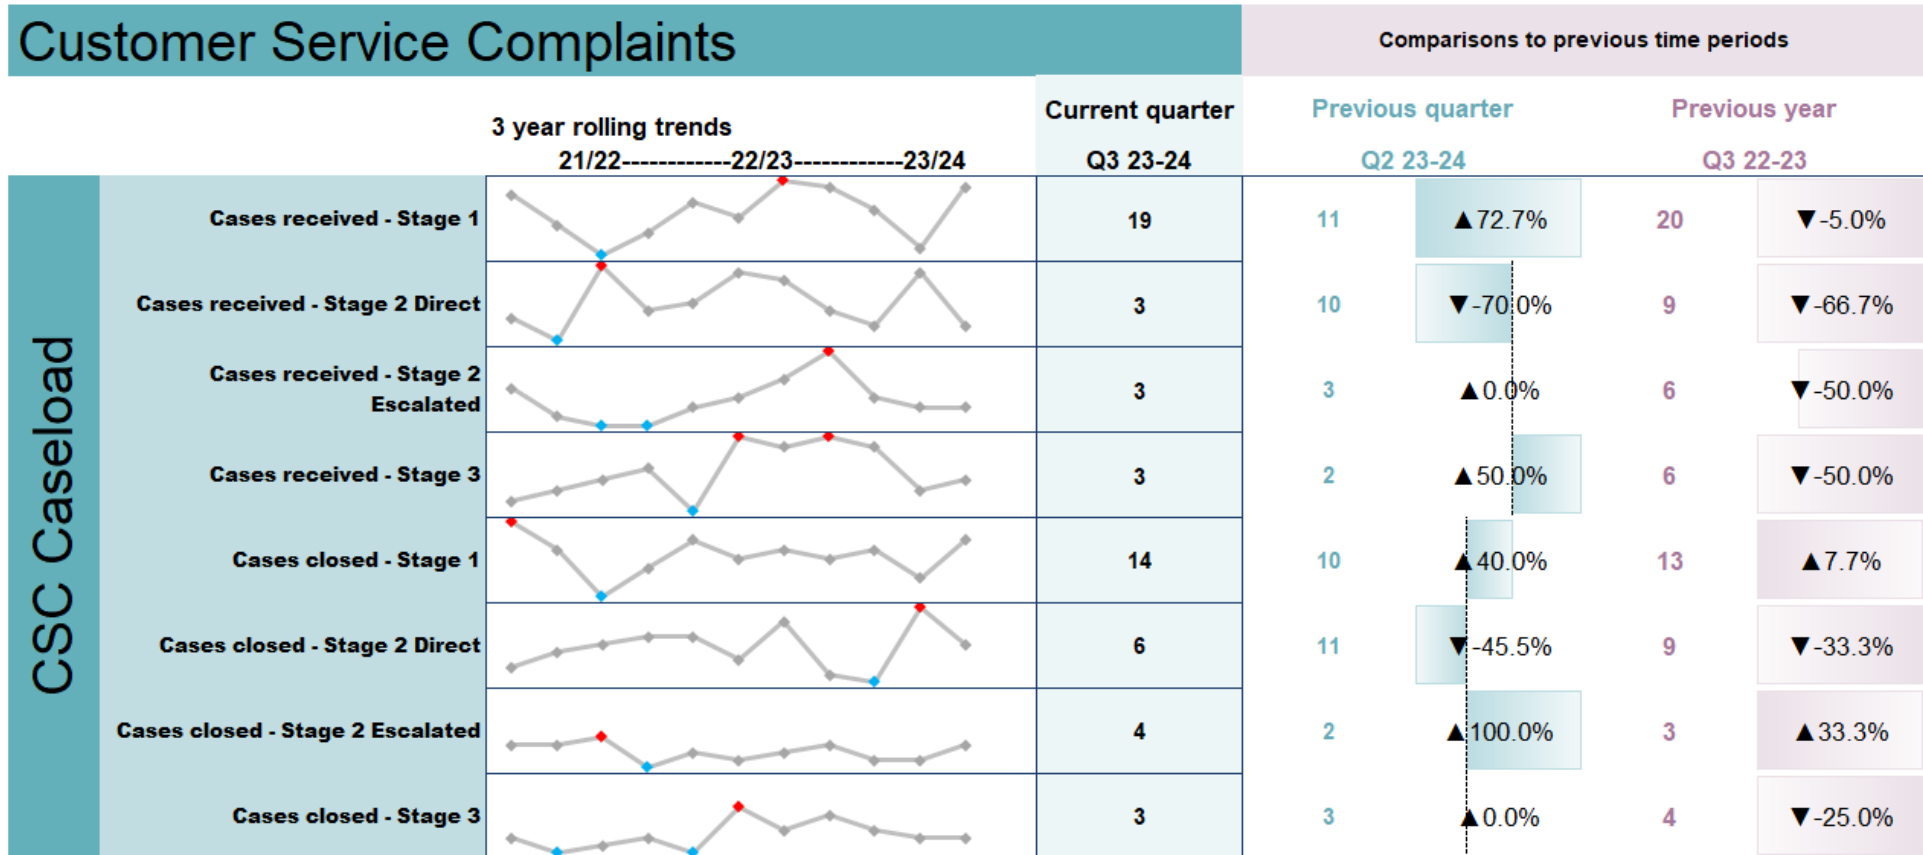 Customer Service Complaints
Comparisons to previous time periods
3 year rolling trends
21/22------------22/23------------23/24
Current quarter
Q3 23-24
Previous quarter
Q2 23-24
Previous year
Q3 22-23
CSC Caseload
Cases received - Stage 1
19
11
▲72.7%
20
▼-5.0%
Cases received - Stage 2 Direct
3
10
▼-70.0%
9
▼-66.7%
Cases received - Stage 2
Escalated
3
3
▲0.0%
6
▼-50.0%
Cases received - Stage 3
3
2
▲50.0%
6
▼-50.0%
Cases closed - Stage 1
14
10
▲40.0%
13
▲7.7%
Cases closed - Stage 2 Direct
6
11
▼-45.5%
9
▼-33.3%
Cases closed - Stage 2 Escalated
4
2
▲100.0%
3
▲33.3%
Cases closed - Stage 3
3
3
▲0.0%
4
▼-25.0%